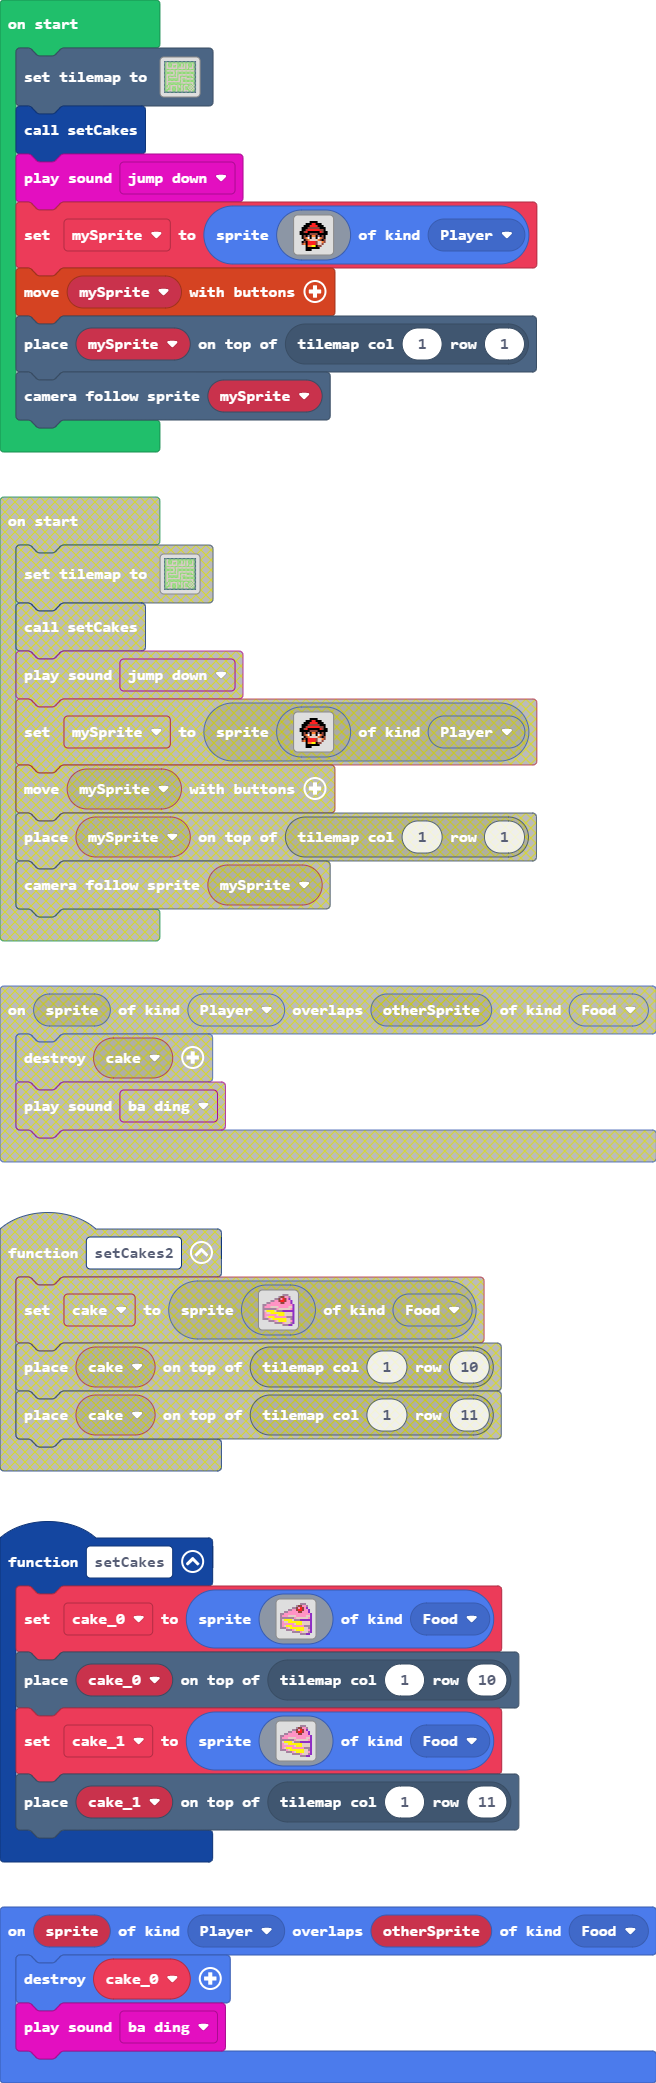 on start
set tilemap to
call setCakes
play sound jump down
set mySprite to sprite of kind Player
move mySprite with buttons
place mySprite on top of tilemap col 1 row 1
camera follow sprite mySprite
on start
set tilemap to
call setCakes
play sound jump down
set mySprite to sprite of kind Player
move mySprite with buttons
place mySprite on top of tilemap col 1 row 1
camera follow sprite mySprite
on sprite of kind Player overlaps otherSprite of kind Food
destroy cake
play sound ba ding
function setCakes2
set cake to sprite of kind Food
place cake on top of tilemap col 1 row 10
place cake on top of tilemap col 1 row 11
function setCakes
set cake_0 to sprite of kind Food
place cake_0 on top of tilemap col 1 row 10
set cake_1 to sprite of kind Food
place cake_1 on top of tilemap col 1 row 11
on sprite of kind Player overlaps otherSprite of kind Food
destroy cake_0
play sound ba ding